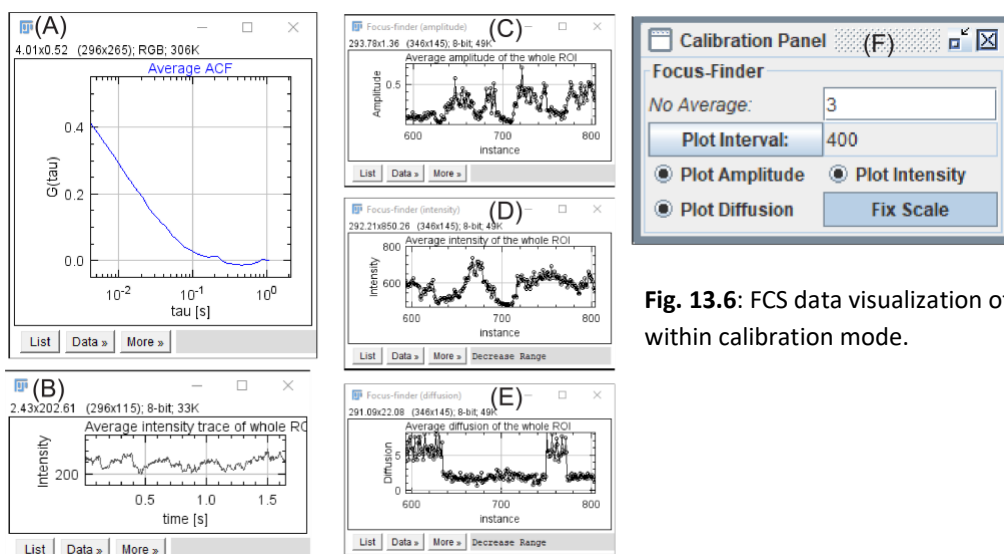 (A)
4.01x0.52 (296x265); RGB; 306K
Average ACF
G(tau)
0.4
0.2
0.0
10-2 10-1 100
tau [s]
List Data » More »
(B)
2.43x202.61 (296x115); 8-bit; 33K
Average intensity trace of whole RO
Intensity
200
0.5 1.0 1.5
time [s]
List Data » More »
Focus-finder (amplitude) (C)
293.78x1.36 (346x145); 8-bit; 49K
Average amplitude of the whole ROI
Amplitude
0.5
600 700 800
instance
List Data » More »
Focus-finder (intensity) (D)
292.21x850.26 (346x145); 8-bit; 49K
Average intensity of the whole ROI
Intensity
800
600
600 700 800
instance
List Data » More » Decrease Range
Focus-finder (diffusion) (E)
291.09x22.08 (346x145); 8-bit; 49K
Average diffusion of the whole ROI
Diffusion
5
0
600 700 800
instance
List Data » More » Decrease Range
Calibration Panel (F)
Focus-Finder
No Average: 3
Plot Interval: 400
Plot Amplitude Plot Intensity
Plot Diffusion Fix Scale
Fig. 13.6: FCS data visualization of
within calibration mode.